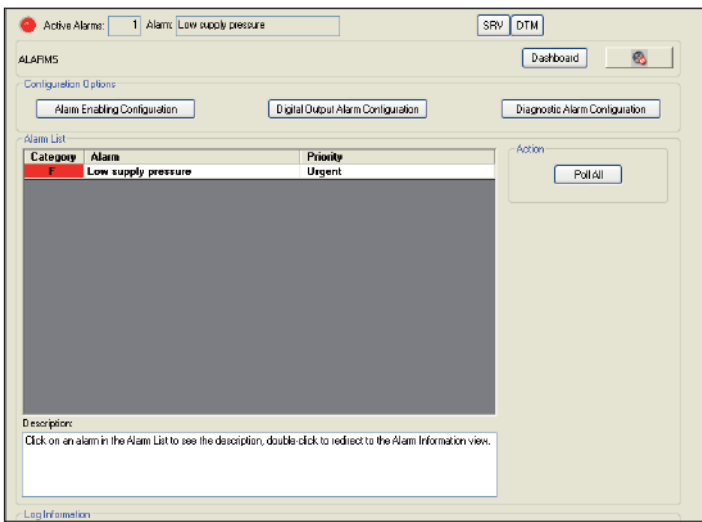 Active Alarms: 1 Alarm: Low supply pressure SRV DTM
ALARMS Dashboard
Configuration Options
Alarm Enabling Configuration Digital Output Alarm Configuration Diagnostic Alarm Configuration
Alarm List
Action
Category Alarm Priority
F Low supply pressure Urgent
Poll All
Description:
Click on an alarm in the Alarm List to see the description, double-click to redirect to the Alarm Information view.
Log Information